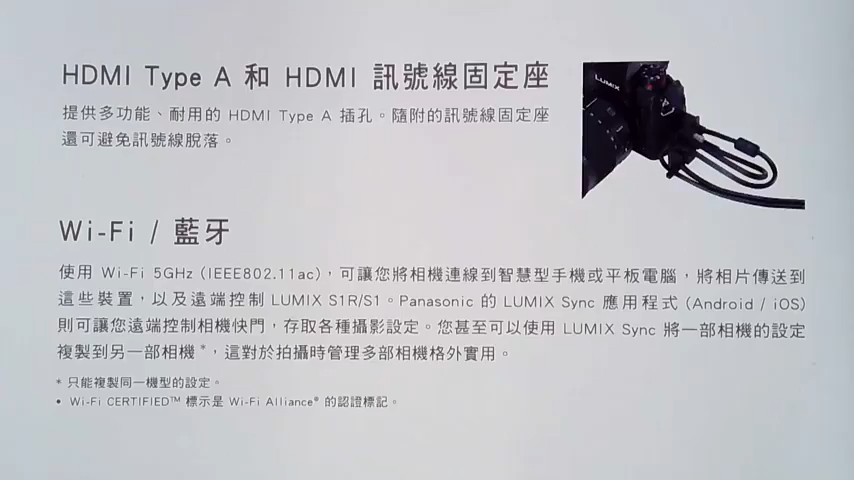 HDMI Type A 和 HDMI 訊號線固定座
提供多功能、耐用的 HDMI Type A 插孔。隨附的訊號線固定座
還可避免訊號線脫落。
LUMIX
Wi-Fi / 藍牙
使用 Wi-Fi 5GHz (IEEE802.11ac)，可讓您將相機連線到智慧型手機或平板電腦，將相片傳送到
這些裝置，以及遠端控制 LUMIX S1R/S1。Panasonic 的 LUMIX Sync 應用程式 (Android / iOS)
則可讓您遠端控制相機快門，存取各種攝影設定。您甚至可以使用 LUMIX Sync 將一部相機的設定
複製到另一部相機*，這對於拍攝時管理多部相機格外實用。
* 只能複製同一機型的設定。
• Wi-Fi CERTIFIED™ 標示是 Wi-Fi Alliance® 的認證標記。